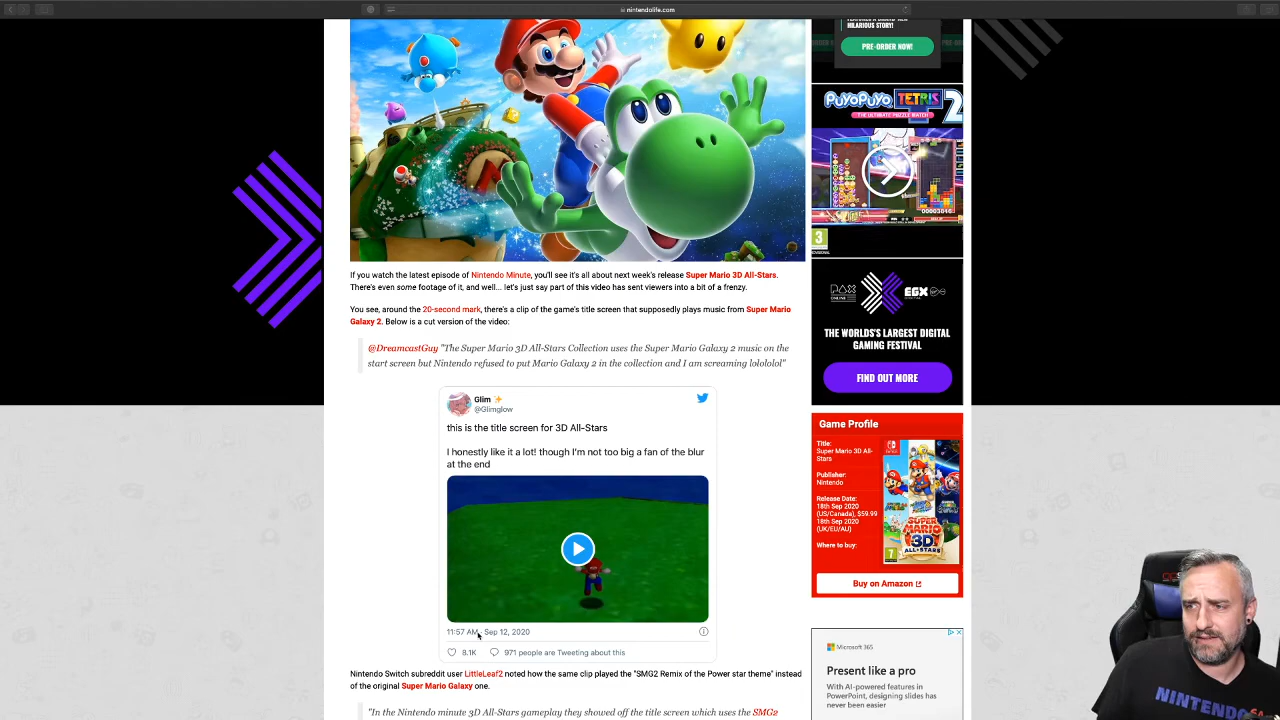 nintendolife.com
HILARIOUS STORY!
PRE-ORDER NOW!
PUYOPUYO TETRIS 2
THE ULTIMATE PUZZLE MATCH
00003046
3
If you watch the latest episode of Nintendo Minute, you'll see it's all about next week's release Super Mario 3D All-Stars.
There's even some footage of it, and well... let's just say part of this video has sent viewers into a bit of a frenzy.
You see, around the 20-second mark, there's a clip of the game's title screen that supposedly plays music from Super Mario
Galaxy 2. Below is a cut version of the video:
@DreamcastGuy "The Super Mario 3D All-Stars Collection uses the Super Mario Galaxy 2 music on the
start screen but Nintendo refused to put Mario Galaxy 2 in the collection and I am screaming lolololol"
Glim
@Glimglow
this is the title screen for 3D All-Stars
I honestly like it a lot! though I'm not too big a fan of the blur
at the end
11:57 AM · Sep 12, 2020
8.1K 971 people are Tweeting about this
Nintendo Switch subreddit user LittleLeaf2 noted how the same clip played the "SMG2 Remix of the Power star theme" instead
of the original Super Mario Galaxy one.
"In the Nintendo minute 3D All-Stars gameplay they showed off the title screen which uses the SMG2
PAX ONLINE EGX
THE WORLD'S LARGEST DIGITAL
GAMING FESTIVAL
FIND OUT MORE
Game Profile
Title:
Super Mario 3D All-
Stars
Publisher:
Nintendo
Release Date:
18th Sep 2020
(US/Canada), $59.99
18th Sep 2020
(UK/EU/AU)
Where to buy:
SUPER
MARIO
3D
ALL-STARS
7
Buy on Amazon
Microsoft 365
Present like a pro
With AI-powered features in
PowerPoint, designing slides has
never been easier
NINTENDO64